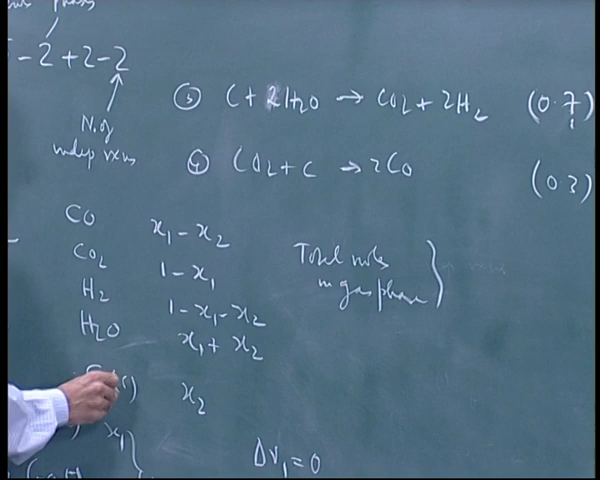 phase
-2+2-2
N. of
indep rxns
③ C+2H2O → CO2+2H2 (0.7)
④ CO2+C → 2CO (0.3)
CO x1-x2
CO2 1-x1
H2 1-x1-x2
H2O x1+x2
x2
x1
Total moles
in gas phase
Δν1=0